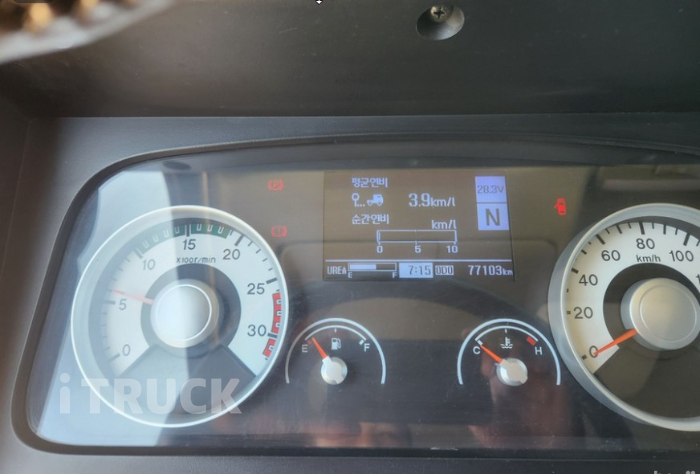 평균연비
3.9km/l
28.3V
순간연비
km/l
N
0 5 10
UREA E F 7:15 000 77103km
0 5 10 15 20 25 30
x100r/min
E F
C H
0 20 40 60 80 100
km/h
iTRUCK